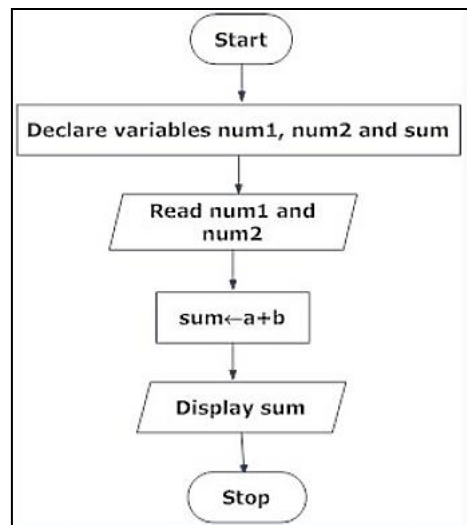 Start
Declare variables num1, num2 and sum
Read num1 and
num2
sum←a+b
Display sum
Stop